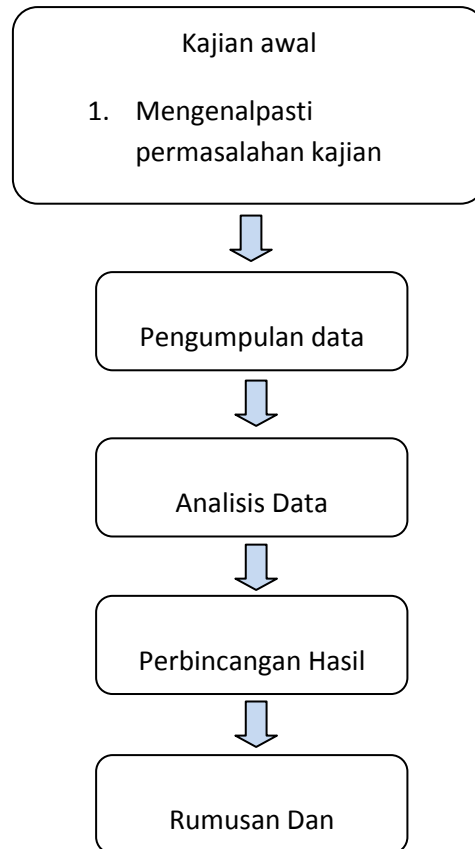 Kajian awal
1. Mengenalpasti
permasalahan kajian
Pengumpulan data
Analisis Data
Perbincangan Hasil
Rumusan Dan